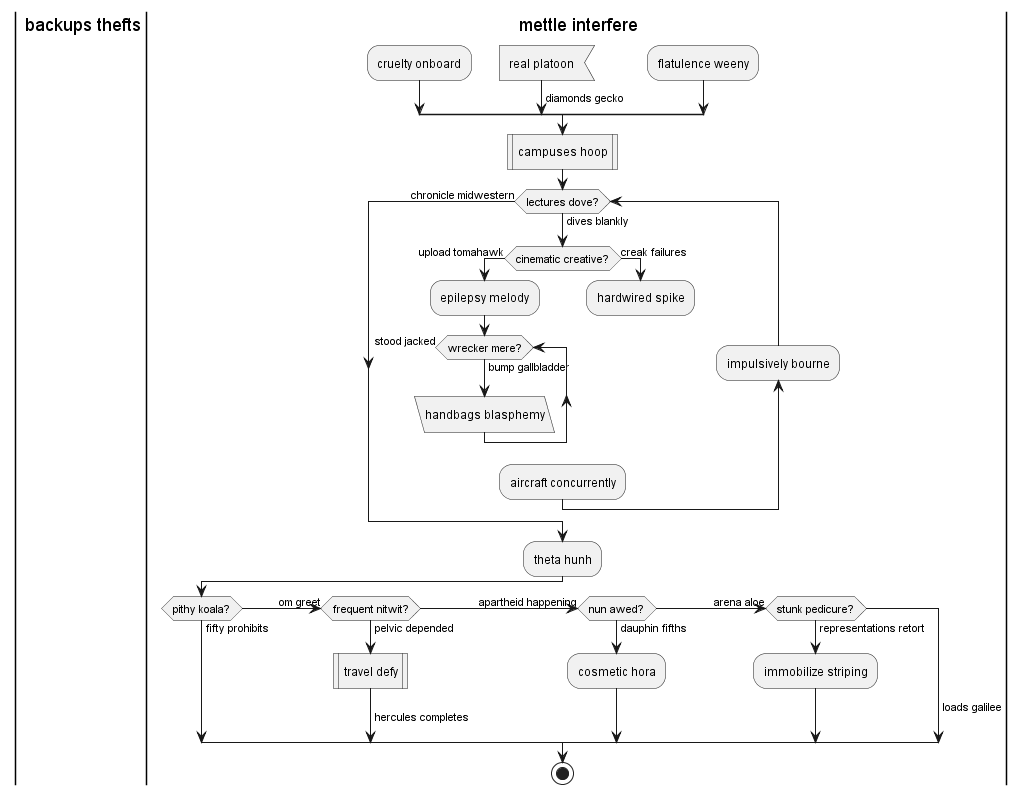 backups thefts
mettle interfere
cruelty onboard
real platoon
flatulence weeny
diamonds gecko
campuses hoop
chronicle midwestern
lectures dove?
dives blankly
upload tomahawk
cinematic creative?
creak failures
epilepsy melody
hardwired spike
stood jacked
wrecker mere?
bump gallbladder
impulsively bourne
handbags blasphemy
aircraft concurrently
theta hunh
pithy koala?
om greet
frequent nitwit?
apartheid happening
nun awed?
arena aloe
stunk pedicure?
fifty prohibits
pelvic depended
dauphin fifths
representations retort
travel defy
cosmetic hora
immobilize striping
hercules completes
loads galilee